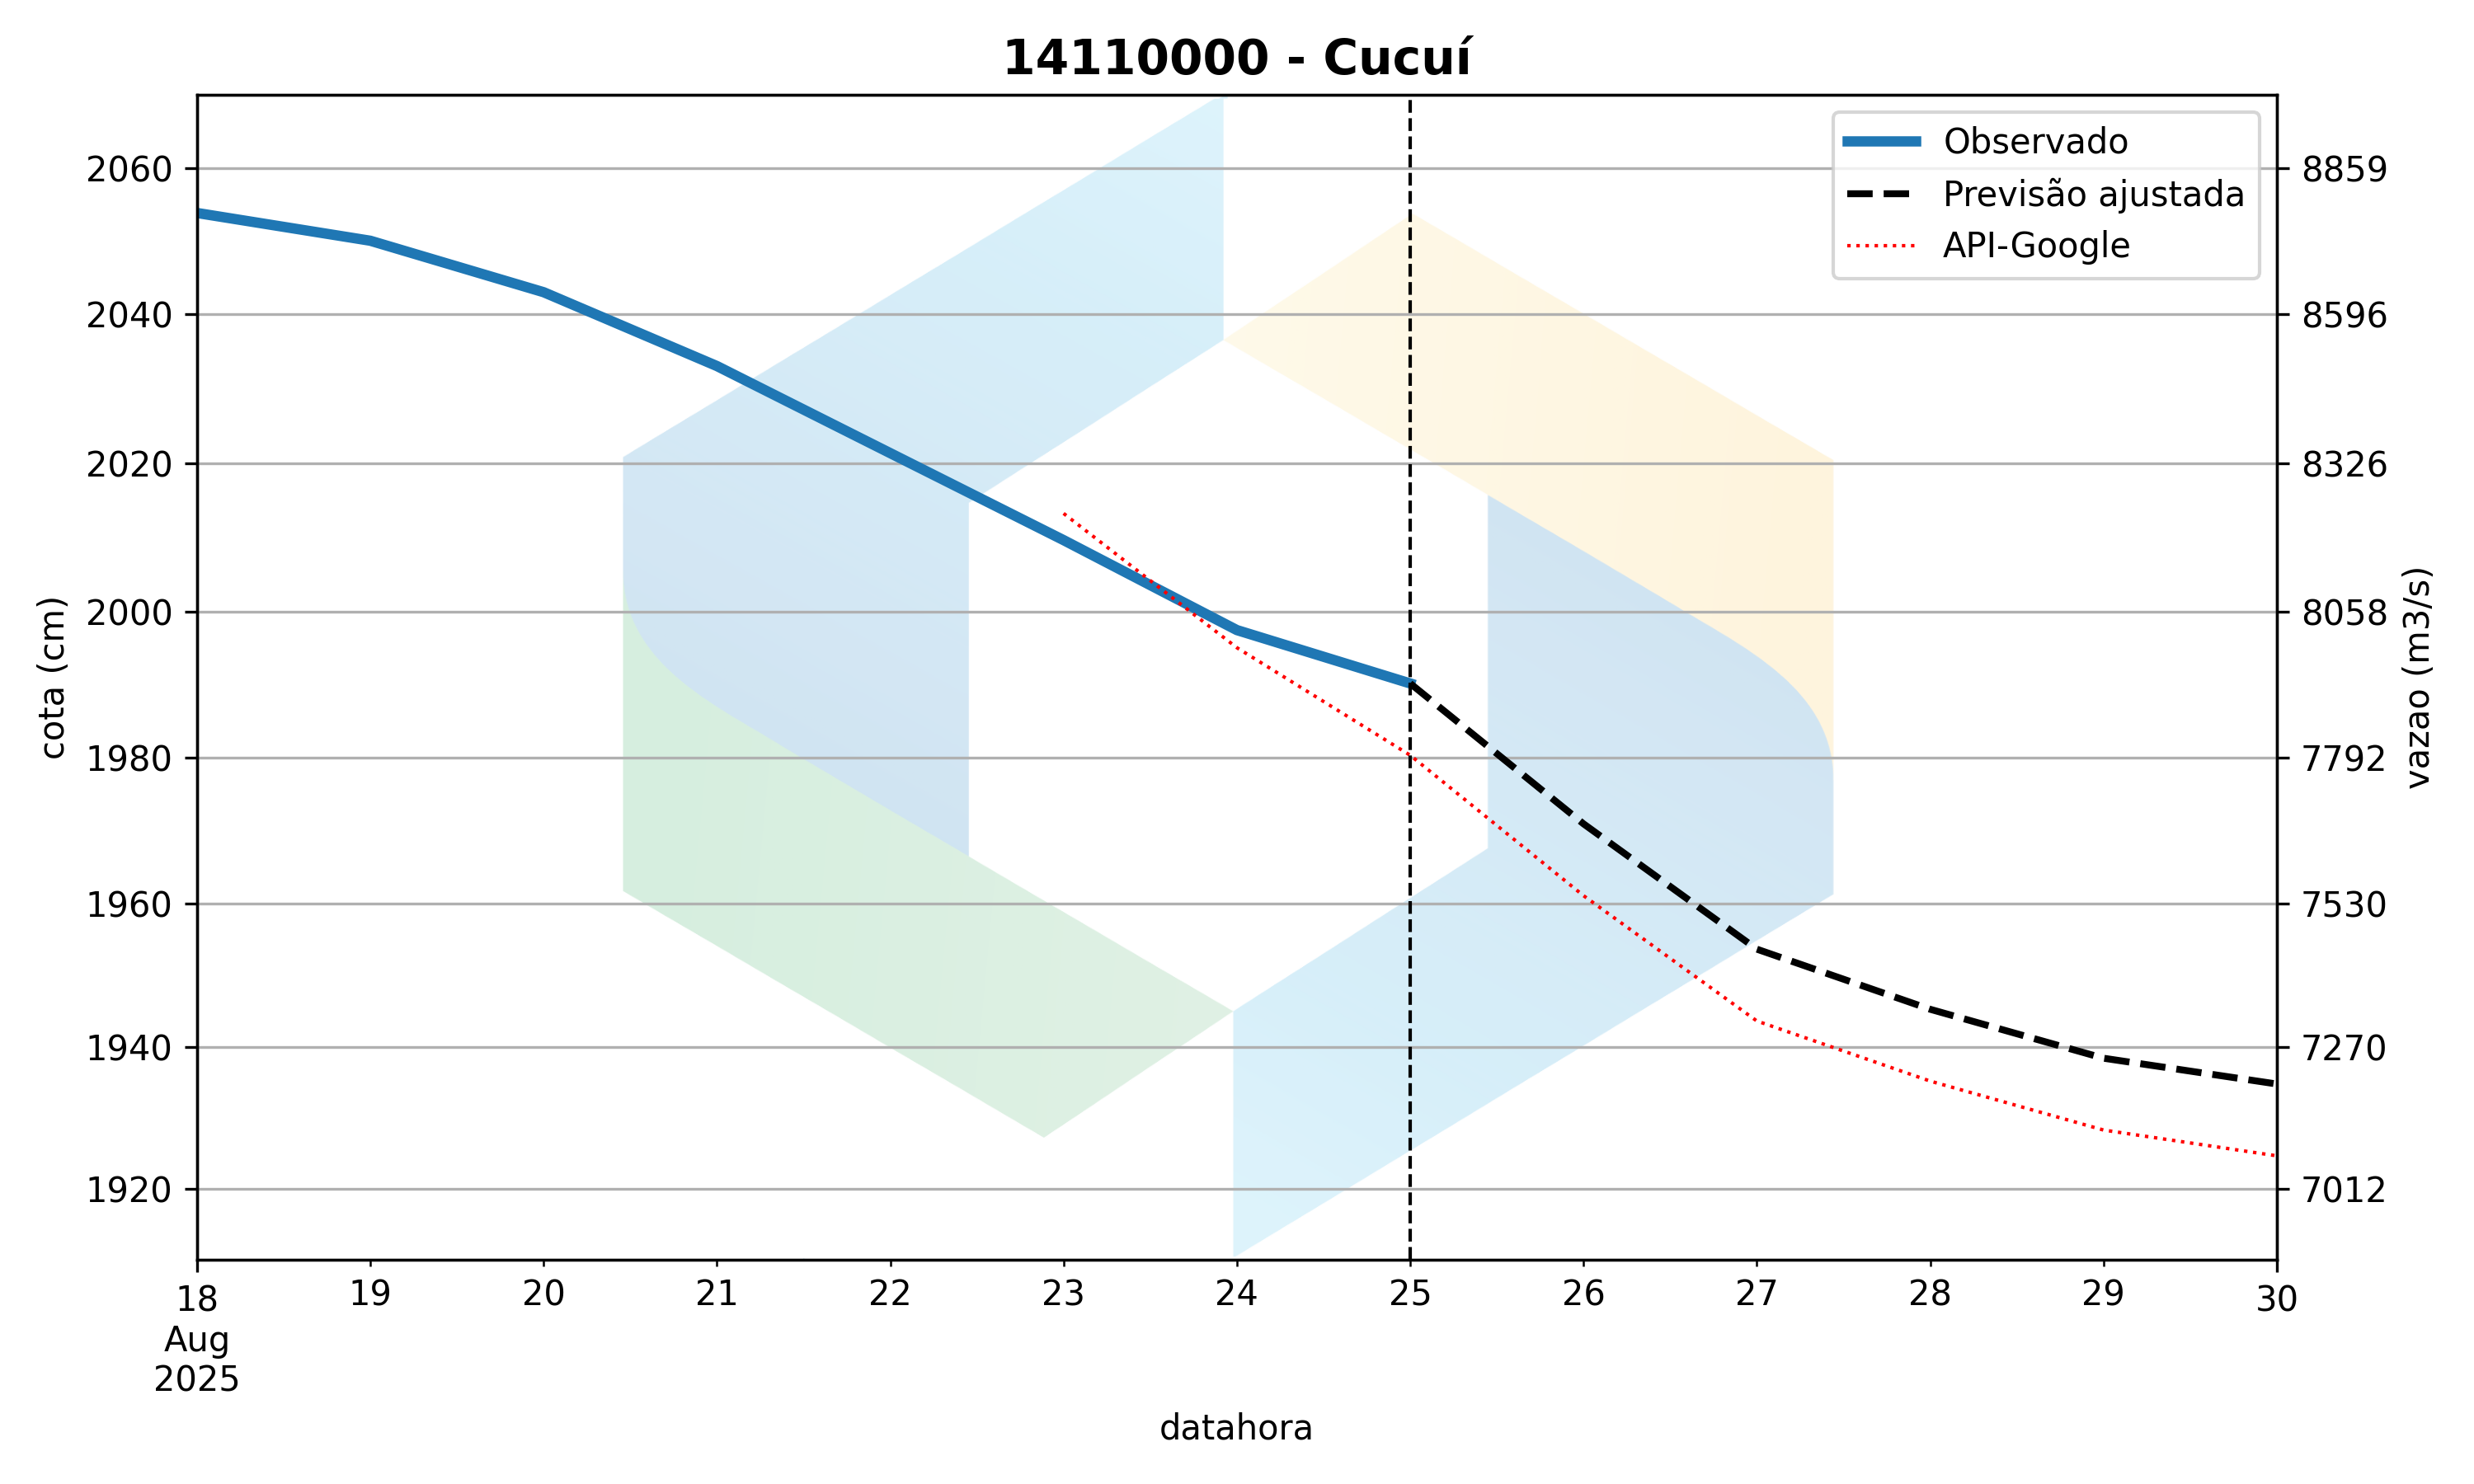 14110000 - Cucuí
Observado
Previsão ajustada
API-Google
2060
2040
2020
2000
1980
1960
1940
1920
cota (cm)
8859
8596
8326
8058
7792
7530
7270
7012
vazao (m3/s)
18 19 20 21 22 23 24 25 26 27 28 29 30
Aug
2025
datahora